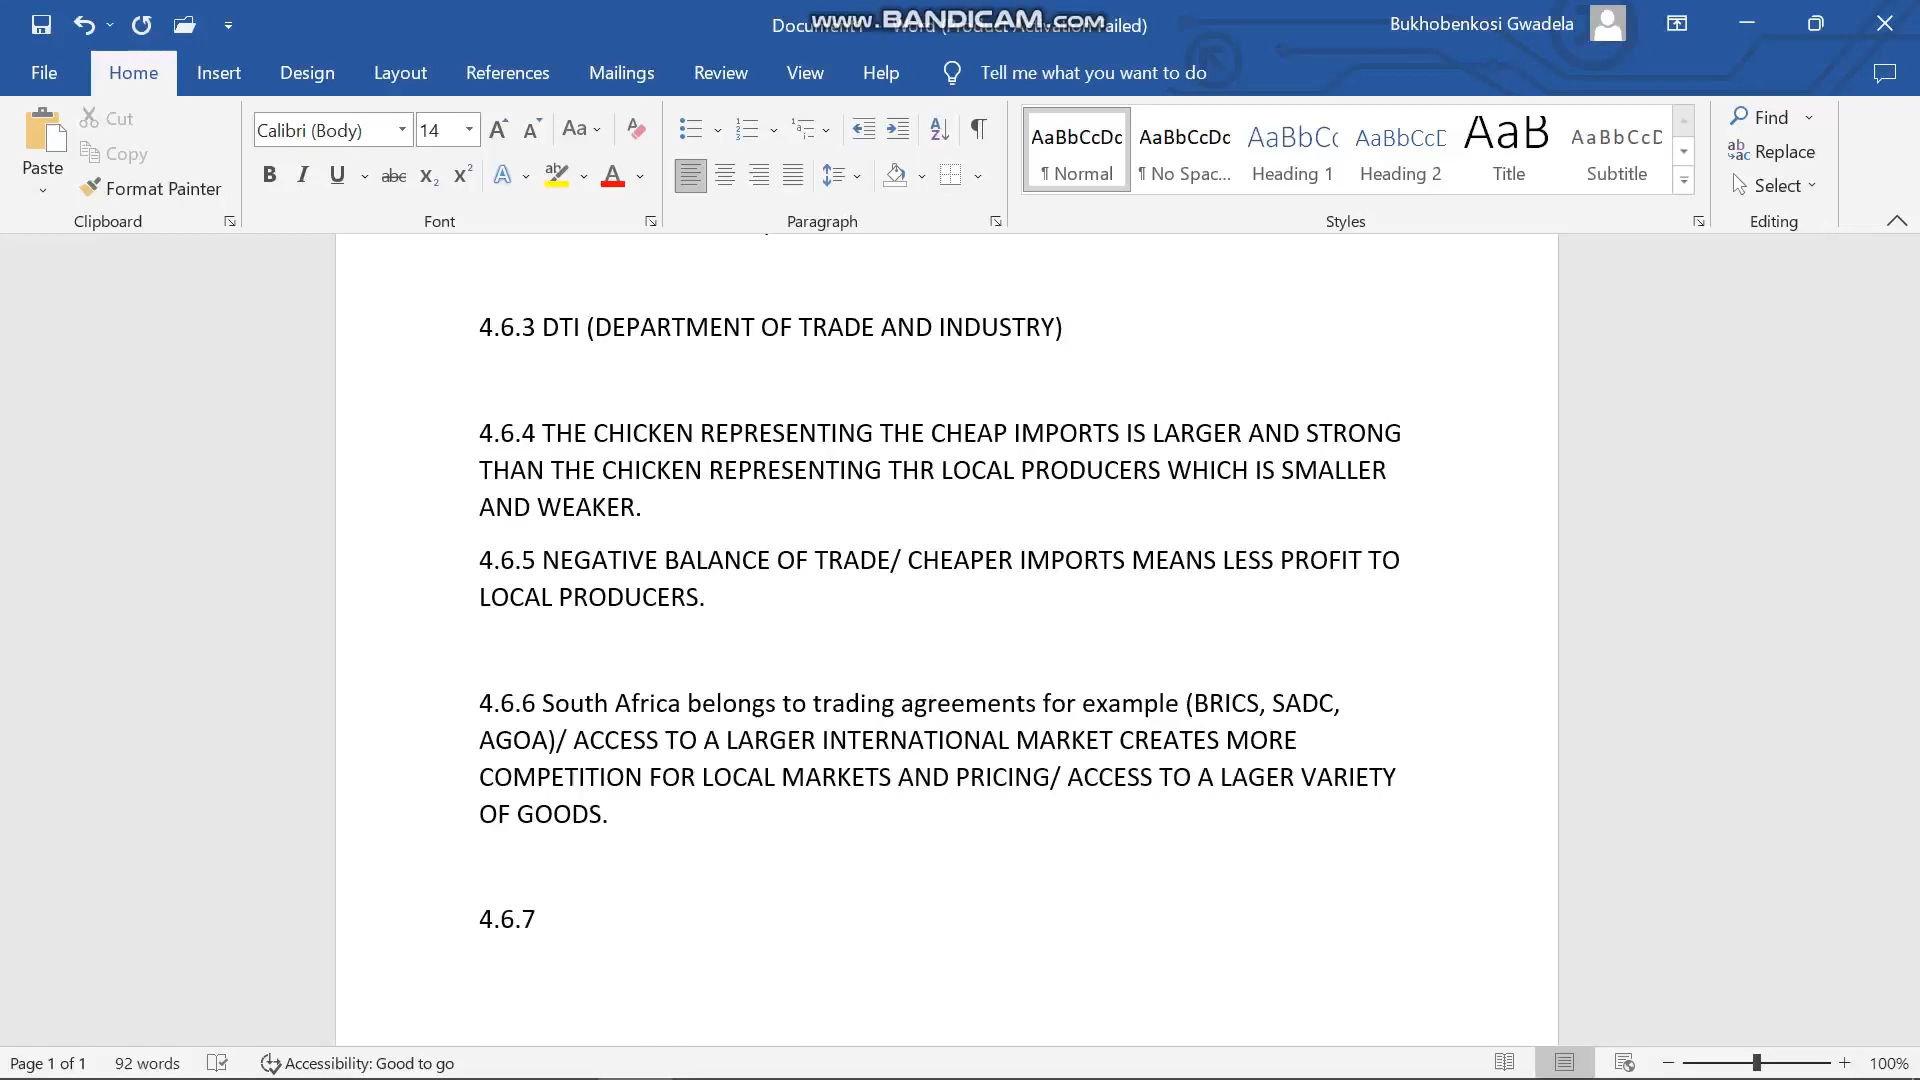 www.BANDICAM.com
Bukhobenkosi Gwadela
File Home Insert Design Layout References Mailings Review View Help Tell me what you want to do
Paste
Cut
Copy
Format Painter
Clipboard
Calibri (Body) 14
Font
Paragraph
AaBbCcDc AaBbCcDc AaBbCc AaBbCcD AaB AaBbCcD
¶ Normal ¶ No Spac... Heading 1 Heading 2 Title Subtitle
Styles
Find
Replace
Select
Editing
4.6.3 DTI (DEPARTMENT OF TRADE AND INDUSTRY)
4.6.4 THE CHICKEN REPRESENTING THE CHEAP IMPORTS IS LARGER AND STRONG
THAN THE CHICKEN REPRESENTING THR LOCAL PRODUCERS WHICH IS SMALLER
AND WEAKER.
4.6.5 NEGATIVE BALANCE OF TRADE/ CHEAPER IMPORTS MEANS LESS PROFIT TO
LOCAL PRODUCERS.
4.6.6 South Africa belongs to trading agreements for example (BRICS, SADC,
AGOA)/ ACCESS TO A LARGER INTERNATIONAL MARKET CREATES MORE
COMPETITION FOR LOCAL MARKETS AND PRICING/ ACCESS TO A LAGER VARIETY
OF GOODS.
4.6.7
Page 1 of 1 92 words Accessibility: Good to go 100%